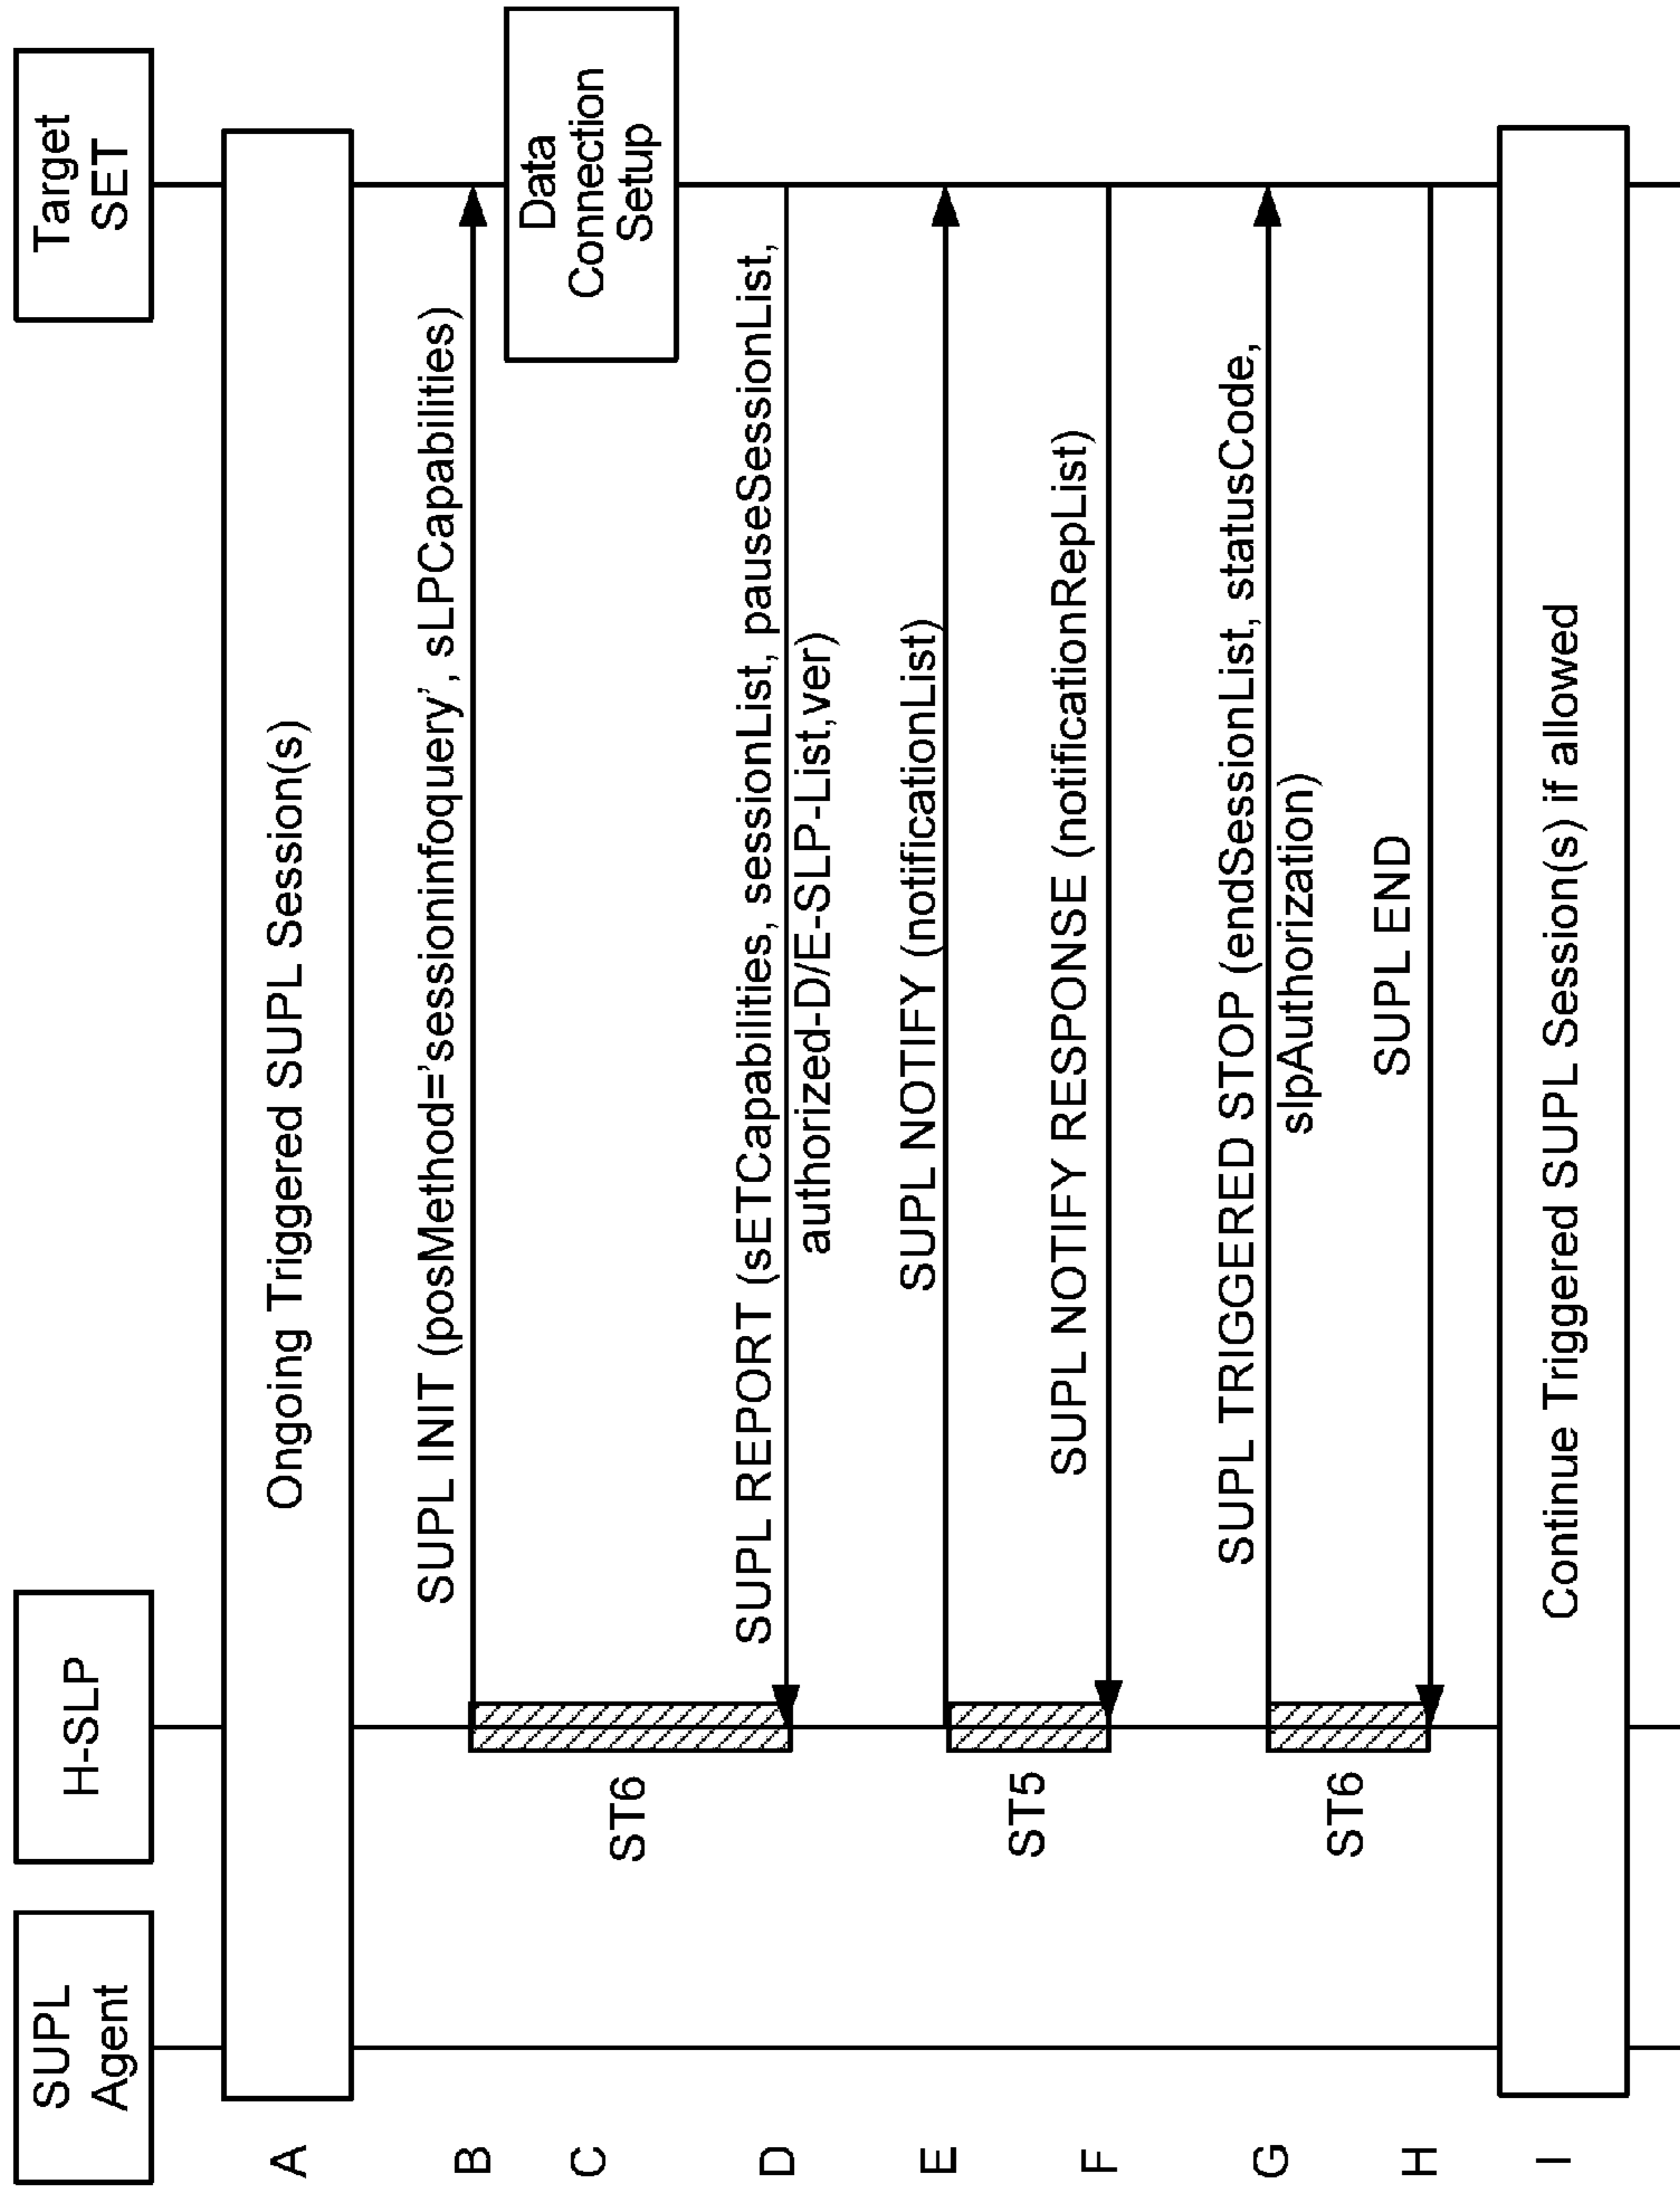 SUPL
Agent
H-SLP
Target
SET
A
Ongoing Triggered SUPL Session(s)
B
SUPL INIT (posMethod='sessioninfoquery', sLPCapabilities)
C
Data
Connection
Setup
ST6
D
SUPL REPORT (sETCapabilities, sessionList, pauseSessionList,
authorized-D/E-SLP-List,ver)
E
SUPL NOTIFY (notificationList)
ST5
F
SUPL NOTIFY RESPONSE (notificationRepList)
G
SUPL TRIGGERED STOP (endSessionList, statusCode,
slpAuthorization)
ST6
H
SUPL END
I
Continue Triggered SUPL Session(s) if allowed